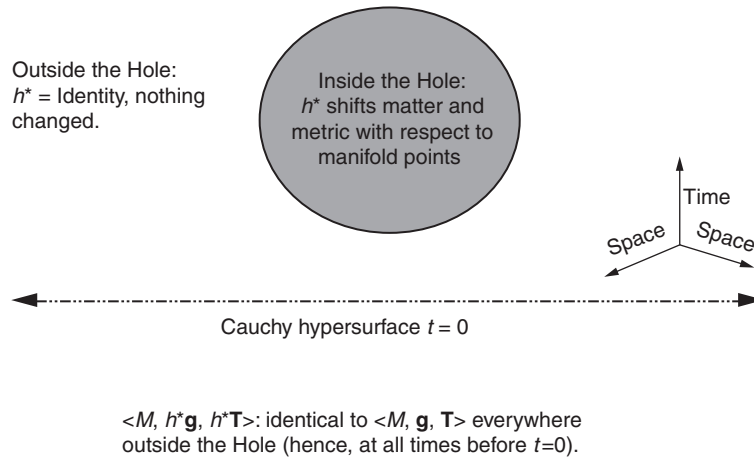 Outside the Hole:
h* = Identity, nothing
changed.
Inside the Hole:
h* shifts matter and
metric with respect to
manifold points
Time
Space
Space
Cauchy hypersurface t = 0
<M, h*g, h*T>: identical to <M, g, T> everywhere
outside the Hole (hence, at all times before t=0).